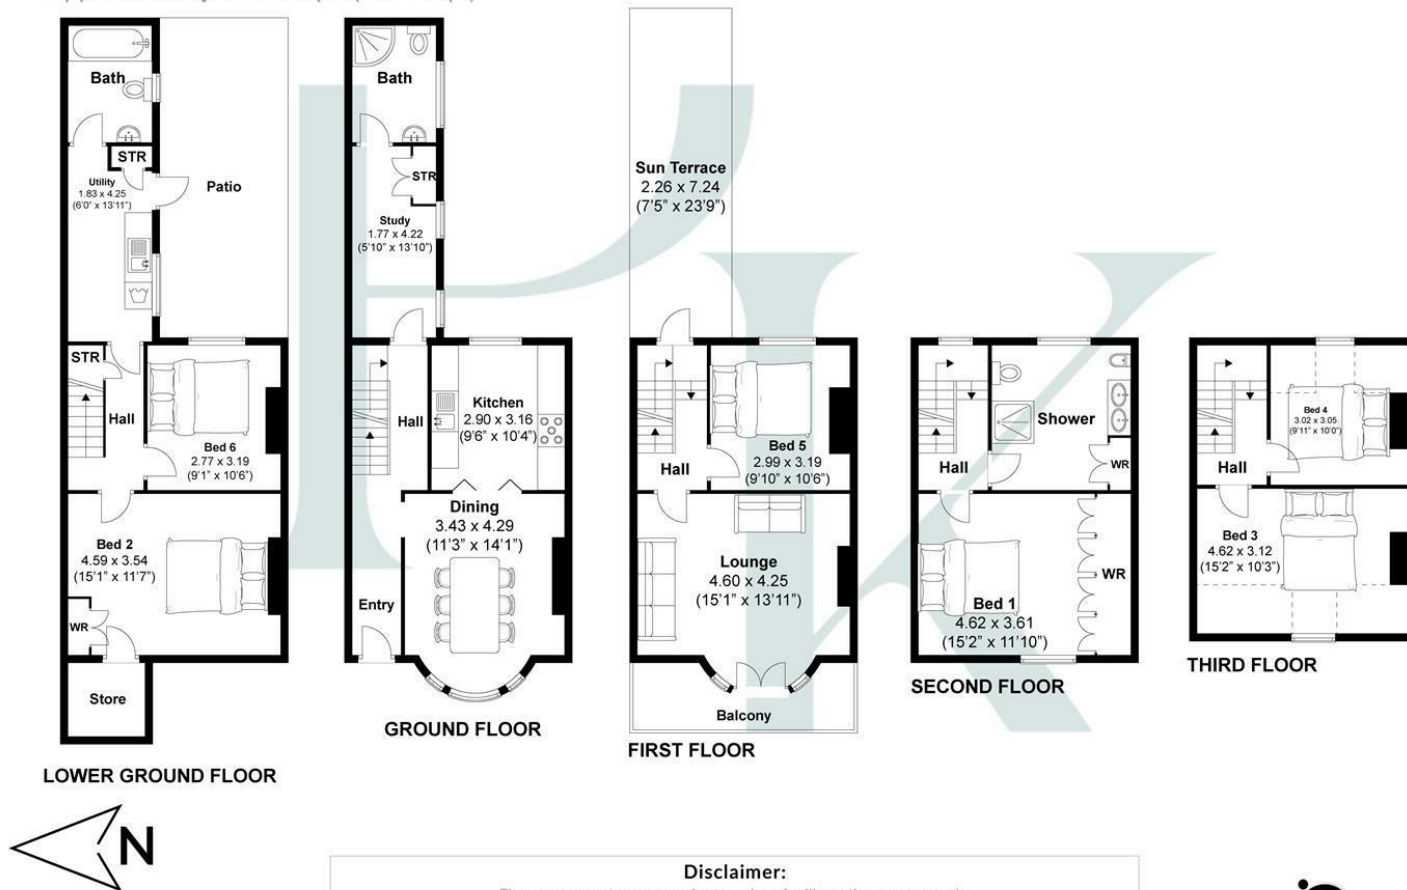 Bath
STR
Utility
1.83 x 4.25
(6'0" x 13'11")
Patio
STR
Hall
Bed 6
2.77 x 3.19
(9'1" x 10'6")
Bed 2
4.59 x 3.54
(15'1" x 11'7")
WR
Store
LOWER GROUND FLOOR
Bath
STR
Study
1.77 x 4.22
(5'10" x 13'10")
Hall
Kitchen
2.90 x 3.16
(9'6" x 10'4")
Dining
3.43 x 4.29
(11'3" x 14'1")
Entry
GROUND FLOOR
Sun Terrace
2.26 x 7.24
(7'5" x 23'9")
Hall
Bed 5
2.99 x 3.19
(9'10" x 10'6")
Lounge
4.60 x 4.25
(15'1" x 13'11")
Balcony
FIRST FLOOR
Shower
WR
Hall
Bed 1
4.62 x 3.61
(15'2" x 11'10")
WR
SECOND FLOOR
Bed 4
3.02 x 3.05
(9'11" x 10'0")
Hall
Bed 3
4.62 x 3.12
(15'2" x 10'3")
THIRD FLOOR
N
Disclaimer: